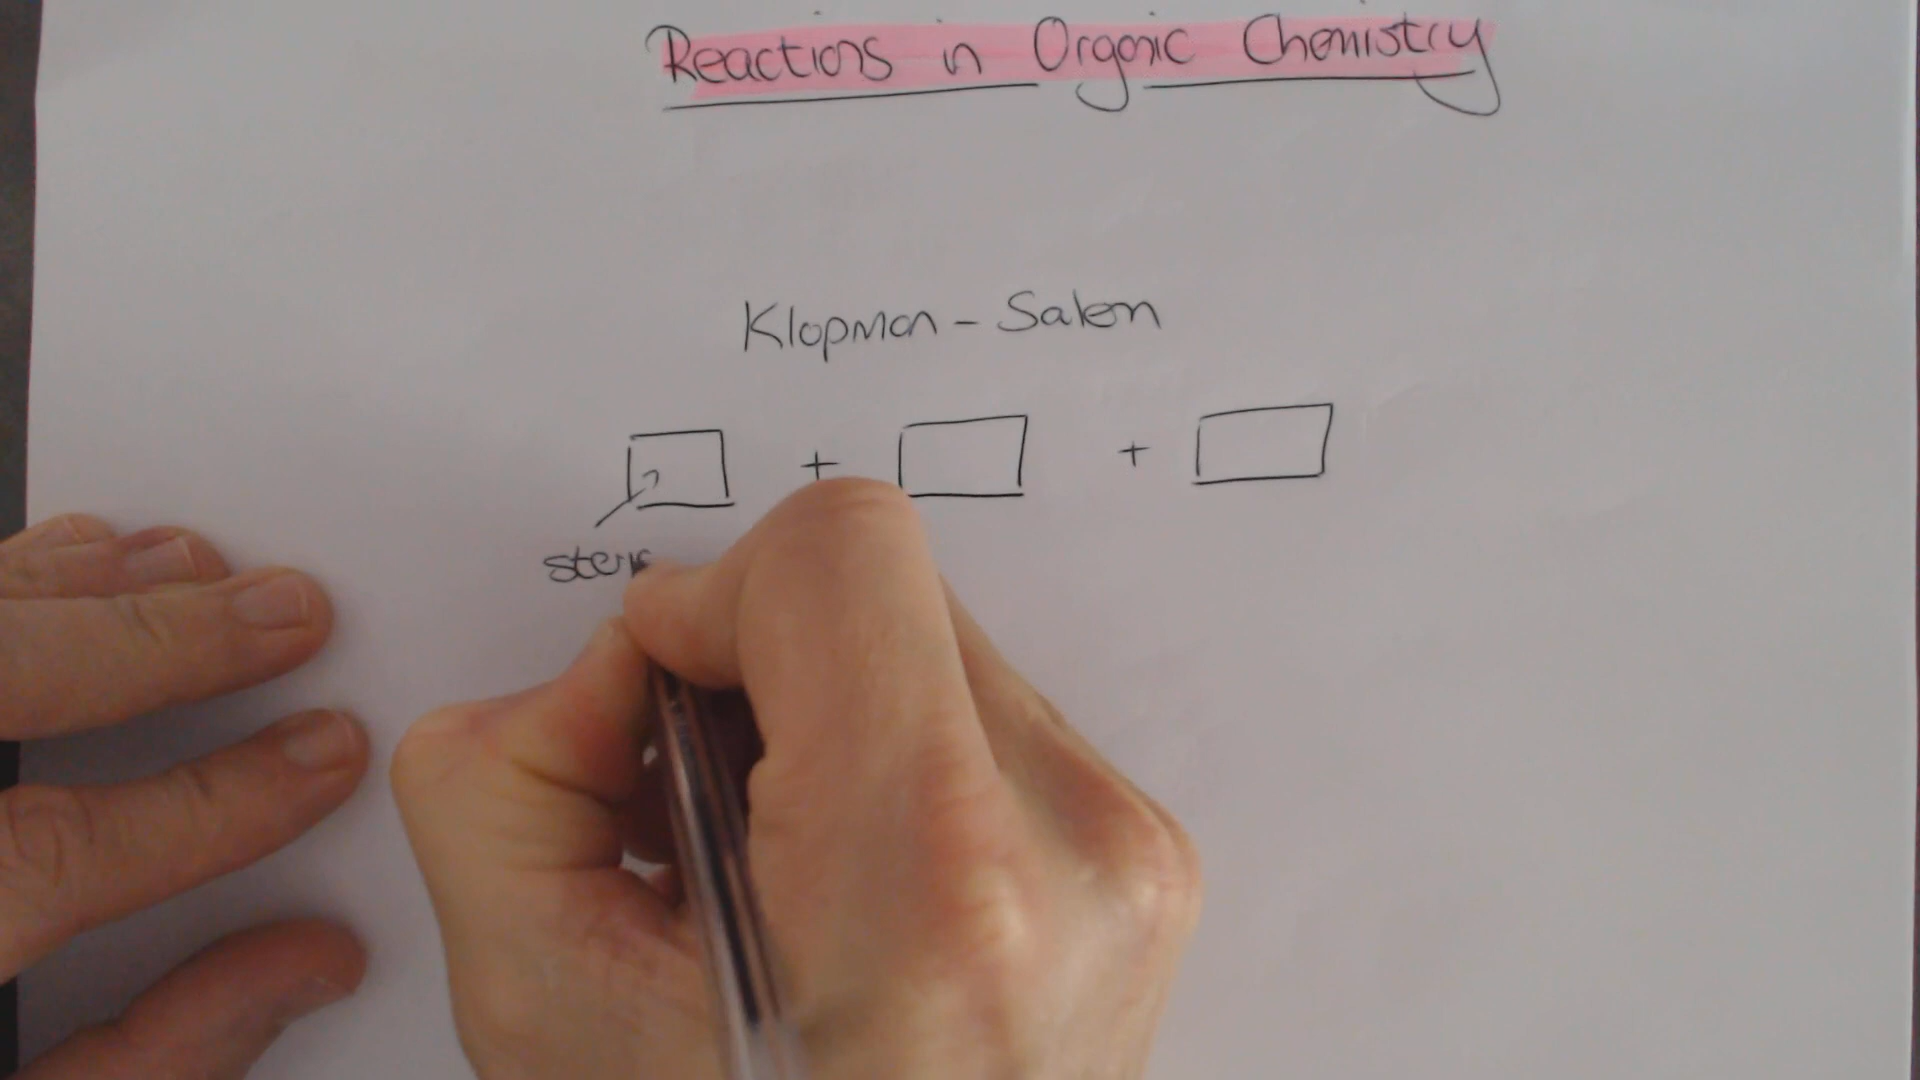 Reactions in Organic Chemistry
Klopman - Salem
+ +